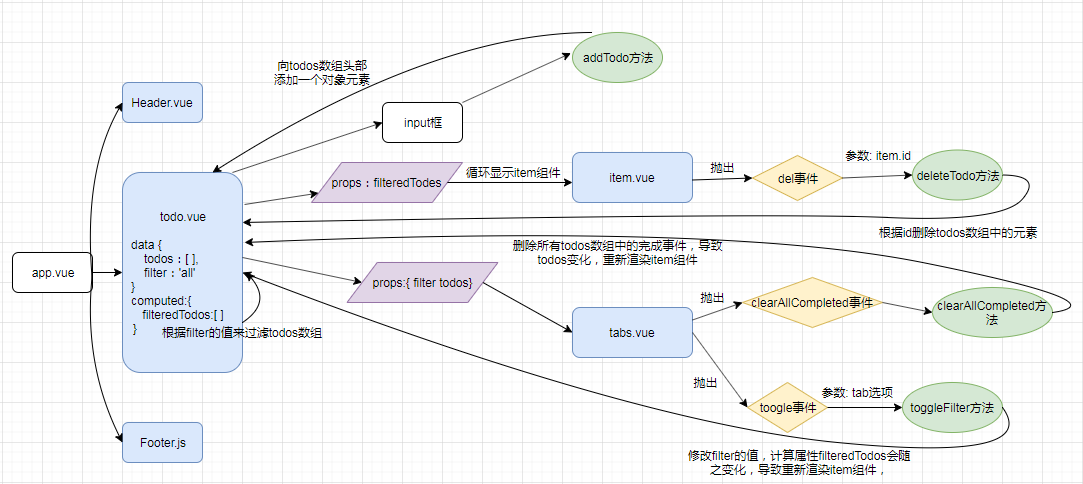 向todos数组头部
添加一个对象元素
addTodo方法
Header.vue
input框
props：filteredTodes
循环显示item组件
item.vue
抛出
del事件
参数: item.id
deleteTodo方法
根据id删除todos数组中的元素
app.vue
todo.vue
data {
todos：[ ],
filter：'all'
}
computed:{
filteredTodos:[ ]
}
根据filter的值来过滤todos数组
删除所有todos数组中的完成事件，导致
todos变化，重新渲染item组件
props:{ filter todos}
tabs.vue
抛出
clearAllCompleted事件
clearAllCompleted方
法
抛出
toogle事件
参数: tab选项
toggleFilter方法
修改filter的值，计算属性filteredTodos会随
之变化，导致重新渲染item组件，
Footer.js